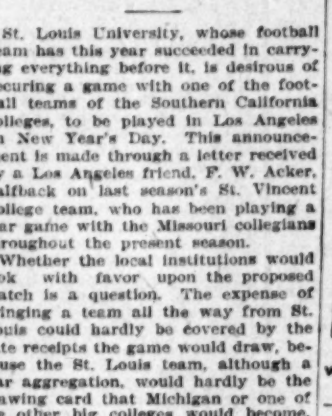 St. Louis University, whose football
eam has this year succeeded in carry-
ng everything before it, is desirous of
ecuring a game with one of the foot-
all teams of the Southern California
olleges, to be played in Los Angeles
n New Year's Day. This announce-
ent is made through a letter received
y a Los Angeles friend, F. W. Acker,
alfback on last season's St. Vincent
ollege team, who has been playing a
ar game with the Missouri collegians
roughout the present season.
Whether the local institutions would
ok with favor upon the proposed
atch is a question. The expense of
inging a team all the way from St.
ouis could hardly be covered by the
te receipts the game would draw, be-
use the St. Louis team, although a
ar aggregation, would hardly be the
awing card that Michigan or one of
e other big colleges would become.